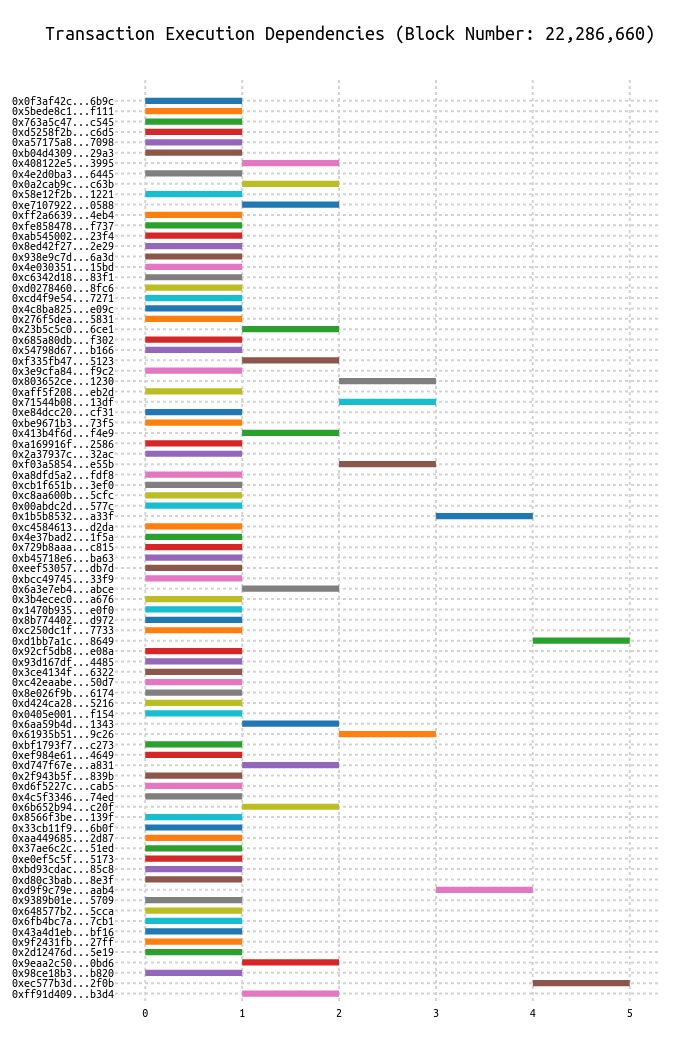 Transaction Execution Dependencies (Block Number: 22,286,660)
0x0f3af42c...6b9c
0x5bede8c1...f111
0x763a5c47...c545
0xd5258f2b...c6d5
0xa57175a8...7098
0xb04d4309...29a3
0x408122e5...3995
0x4e2d0ba3...6445
0x0a2cab9c...c63b
0x58e12f2b...1221
0xe7107922...0588
0xff2a6639...4eb4
0xfe858478...f737
0xab545002...23f4
0x8ed42f27...2e29
0x938e9c7d...6a3d
0x4e030351...15bd
0xc6342d18...83f1
0xd0278460...8fc6
0xcd4f9e54...7271
0x4c8ba825...e09c
0x276f5dea...5831
0x23b5c5c0...6ce1
0x685a80db...f302
0x54798d67...b166
0xf335fb47...5123
0x3e9cfa84...f9c2
0x803652ce...1230
0xaff5f208...eb2d
0x71544b08...13df
0xe84dcc20...cf31
0xbe9671b3...73f5
0x413b4f6d...f4e9
0xa169916f...2586
0x2a37937c...32ac
0xf03a5854...e55b
0xa8dfd5a2...fdf8
0xcb1f651b...3ef0
0xc8aa600b...5cfc
0x00abdc2d...577c
0x1b5b8532...a33f
0xc4584613...d2da
0x4e37bad2...1f5a
0x729b8aaa...c815
0xb45718e6...ba63
0xeef53057...db7d
0xbcc49745...33f9
0x6a3e7eb4...abce
0x3b4ecec0...a676
0x1470b935...e0f0
0x8b774402...d972
0xc250dc1f...7733
0xd1bb7a1c...8649
0x92cf5db8...e08a
0x93d167df...4485
0x3ce4134f...6322
0xc42eaabe...50d7
0x8e026f9b...6174
0xd424ca28...5216
0x0405e001...f154
0x6aa59b4d...1343
0x61935b51...9c26
0xbf1793f7...c273
0xef984e61...4649
0xd747f67e...a831
0x2f943b5f...839b
0xd6f5227c...cab5
0x4c5f3346...74ed
0x6b652b94...c20f
0x8566f3be...139f
0x33cb11f9...6b0f
0xaa449685...2d87
0x37ae6c2c...51ed
0xe0ef5c5f...5173
0xbd93cdac...85c8
0xd80c3bab...8e3f
0xd9f9c79e...aab4
0x9389b01e...5709
0x648577b2...5cca
0x6fb4bc7a...7cb1
0x43a4d1eb...bf16
0x9f2431fb...27ff
0x2d12476d...5e19
0x9eaa2c50...0bd6
0x98ce18b3...b820
0xec577b3d...2f0b
0xff91d409...b3d4
0 1 2 3 4 5